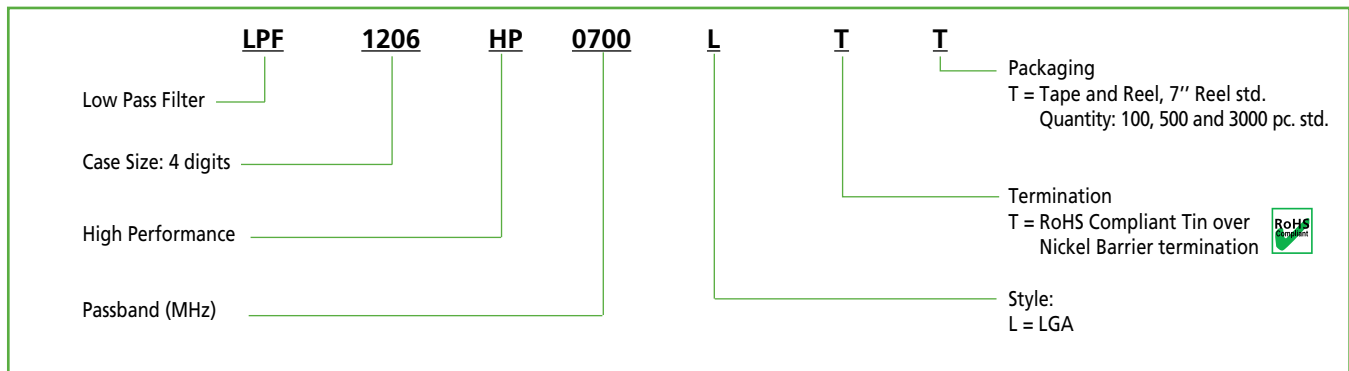 LPF 1206 HP 0700 L T T
Low Pass Filter
Case Size: 4 digits
High Performance
Passband (MHz)
Packaging
T = Tape and Reel, 7'' Reel std.
Quantity: 100, 500 and 3000 pc. std.
Termination
T = RoHS Compliant Tin over
Nickel Barrier termination
RoHS
Compliant
Style:
L = LGA